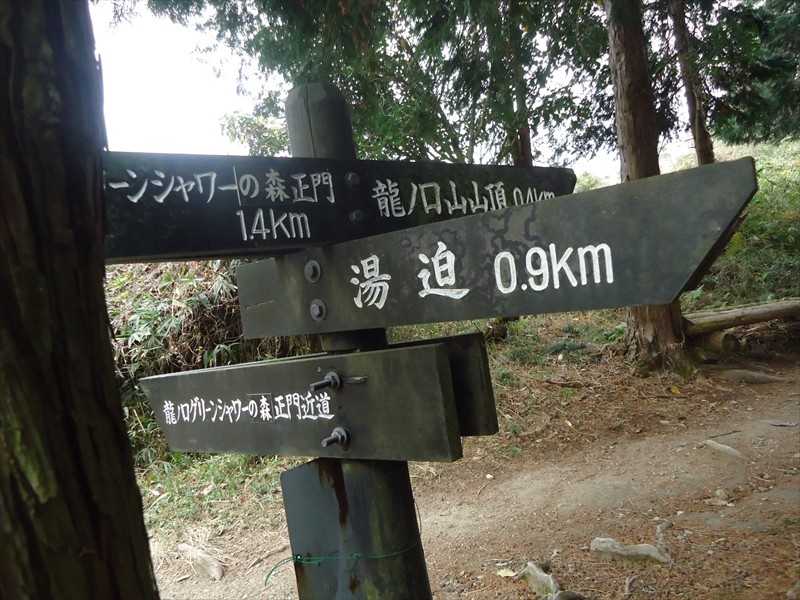 ーンシャワーの森正門
1.4km
龍ノ口山山頂 0.4km
湯迫 0.9km
龍ノ口グリーンシャワーの森正門近道